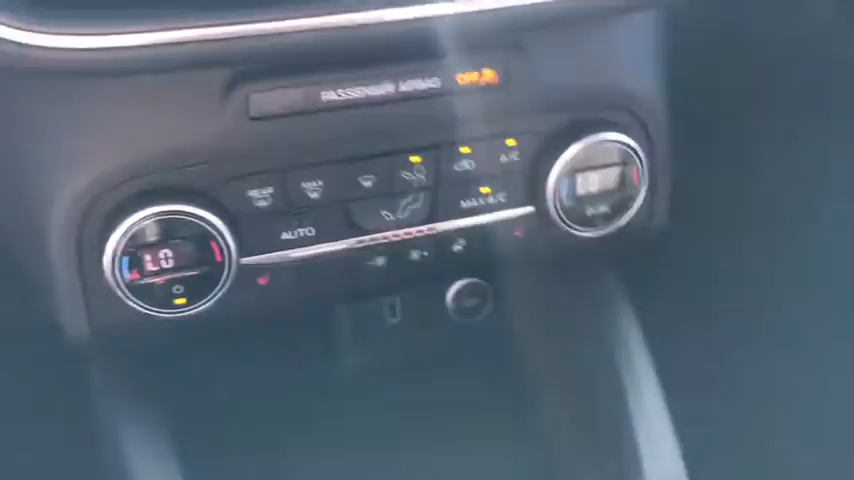 PASSENGER AIRBAG OFF
REAR MAX A/C
AUTO MAX A/C
LO